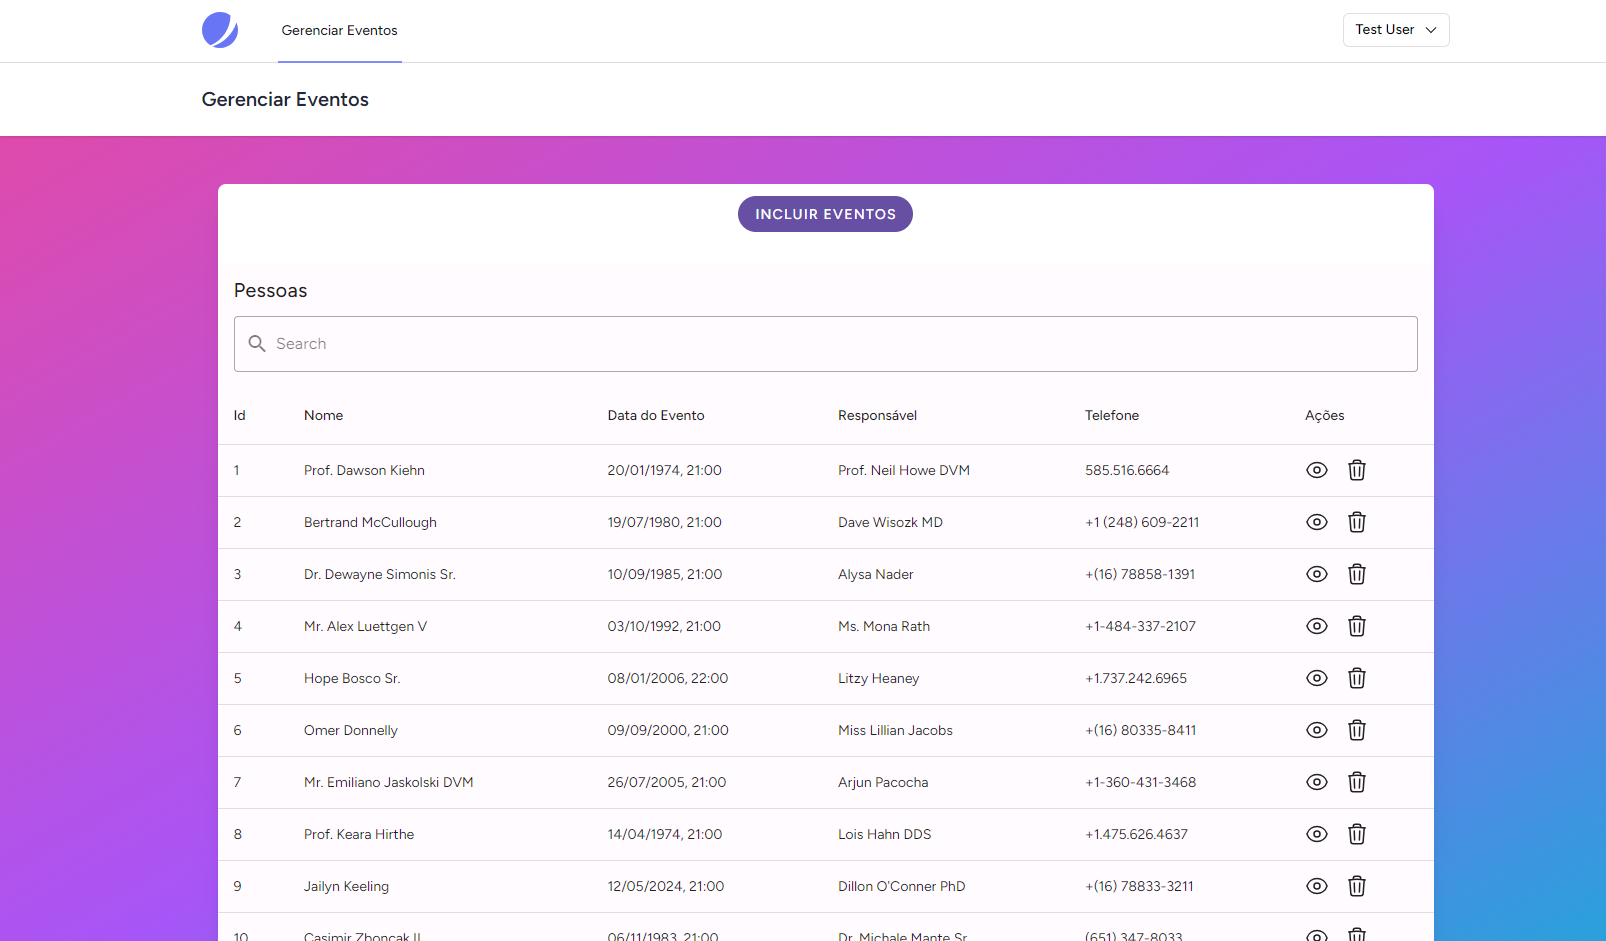 Gerenciar Eventos
Test User
Gerenciar Eventos
INCLUIR EVENTOS
Pessoas
Search
Id Nome Data do Evento Responsável Telefone Ações
1 Prof. Dawson Kiehn 20/01/1974, 21:00 Prof. Neil Howe DVM 585.516.6664
2 Bertrand McCullough 19/07/1980, 21:00 Dave Wisozk MD +1 (248) 609-2211
3 Dr. Dewayne Simonis Sr. 10/09/1985, 21:00 Alysa Nader +(16) 78858-1391
4 Mr. Alex Luettgen V 03/10/1992, 21:00 Ms. Mona Rath +1-484-337-2107
5 Hope Bosco Sr. 08/01/2006, 22:00 Litzy Heaney +1.737.242.6965
6 Omer Donnelly 09/09/2000, 21:00 Miss Lillian Jacobs +(16) 80335-8411
7 Mr. Emiliano Jaskolski DVM 26/07/2005, 21:00 Arjun Pacocha +1-360-431-3468
8 Prof. Keara Hirthe 14/04/1974, 21:00 Lois Hahn DDS +1.475.626.4637
9 Jailyn Keeling 12/05/2024, 21:00 Dillon O'Conner PhD +(16) 78833-3211
10 Casimir Zboncak II 06/11/1983, 21:00 Dr. Michale Mante Sr. (651) 347-8033